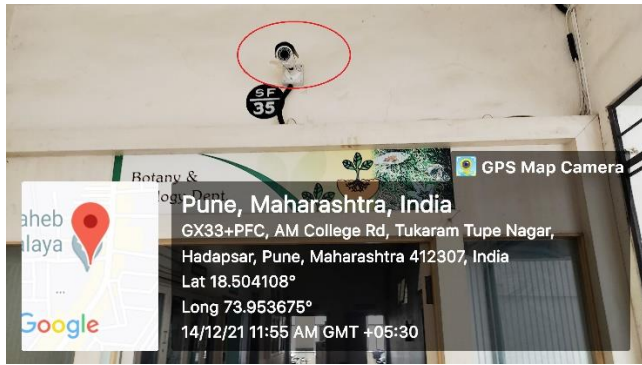 SF
35
Botany &
Dept
GPS Map Camera
aheb
laya
Google
Pune, Maharashtra, India
GX33+PFC, AM College Rd, Tukaram Tupe Nagar,
Hadapsar, Pune, Maharashtra 412307, India
Lat 18.504108°
Long 73.953675°
14/12/21 11:55 AM GMT +05:30